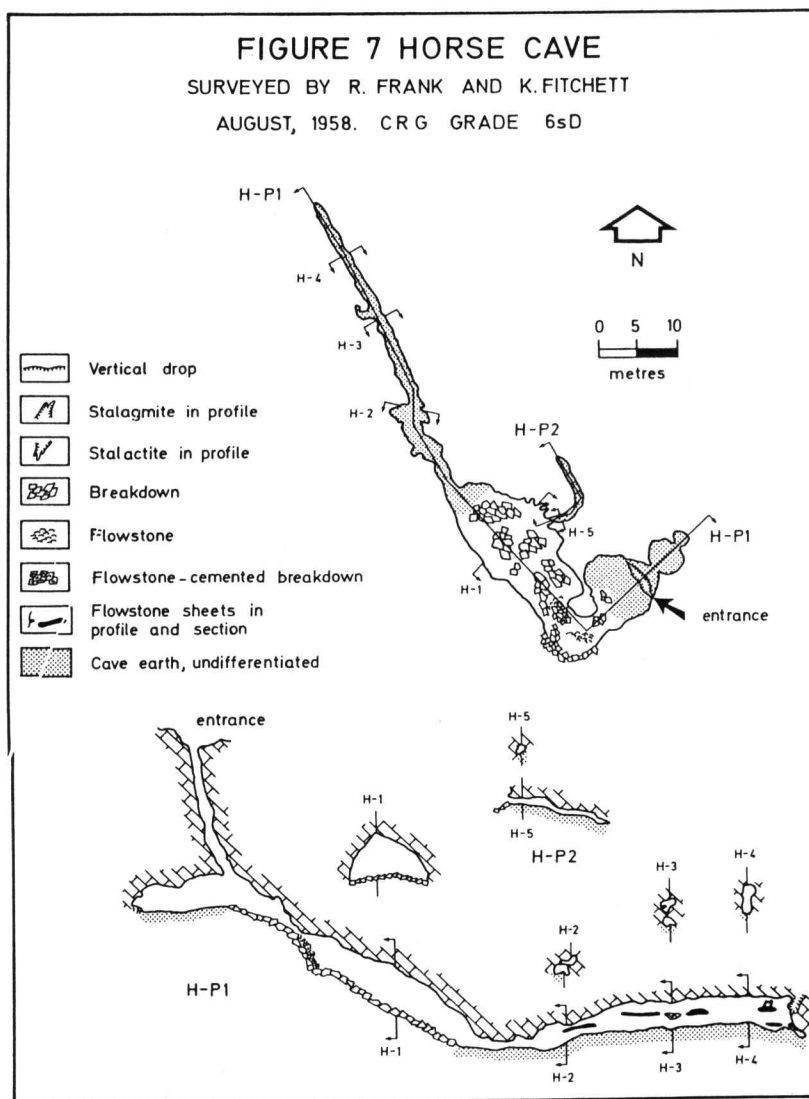 FIGURE 7 HORSE CAVE
SURVEYED BY R. FRANK AND K. FITCHETT
AUGUST, 1958. CRG GRADE 6sD
H-P1
H-4
H-3
H-2
H-P2
H-5
H-P1
H-1
entrance
N
0 5 10
metres
Vertical drop
Stalagmite in profile
Stalactite in profile
Breakdown
Flowstone
Flowstone-cemented breakdown
Flowstone sheets in
profile and section
Cave earth, undifferentiated
entrance
H-5
H-1
H-5
H-P2
H-3
H-4
H-2
H-P1
H-1
H-2
H-3
H-4